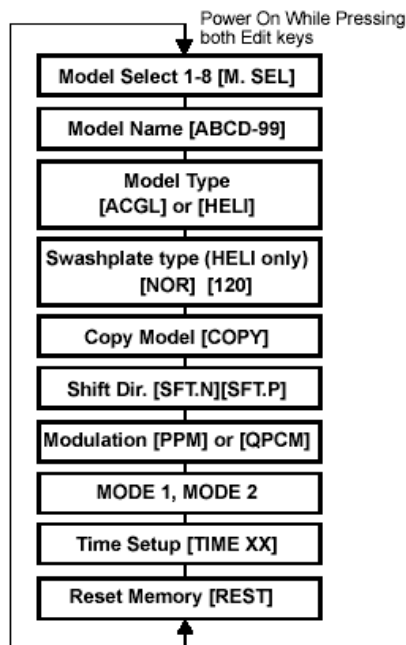 Power On While Pressing
both Edit keys
Model Select 1-8 [M. SEL]
Model Name [ABCD-99]
Model Type
[ACGL] or [HELI]
Swashplate type (HELI only)
[NOR] [120]
Copy Model [COPY]
Shift Dir. [SFT.N][SFT.P]
Modulation [PPM] or [QPCM]
MODE 1, MODE 2
Time Setup [TIME XX]
Reset Memory [REST]